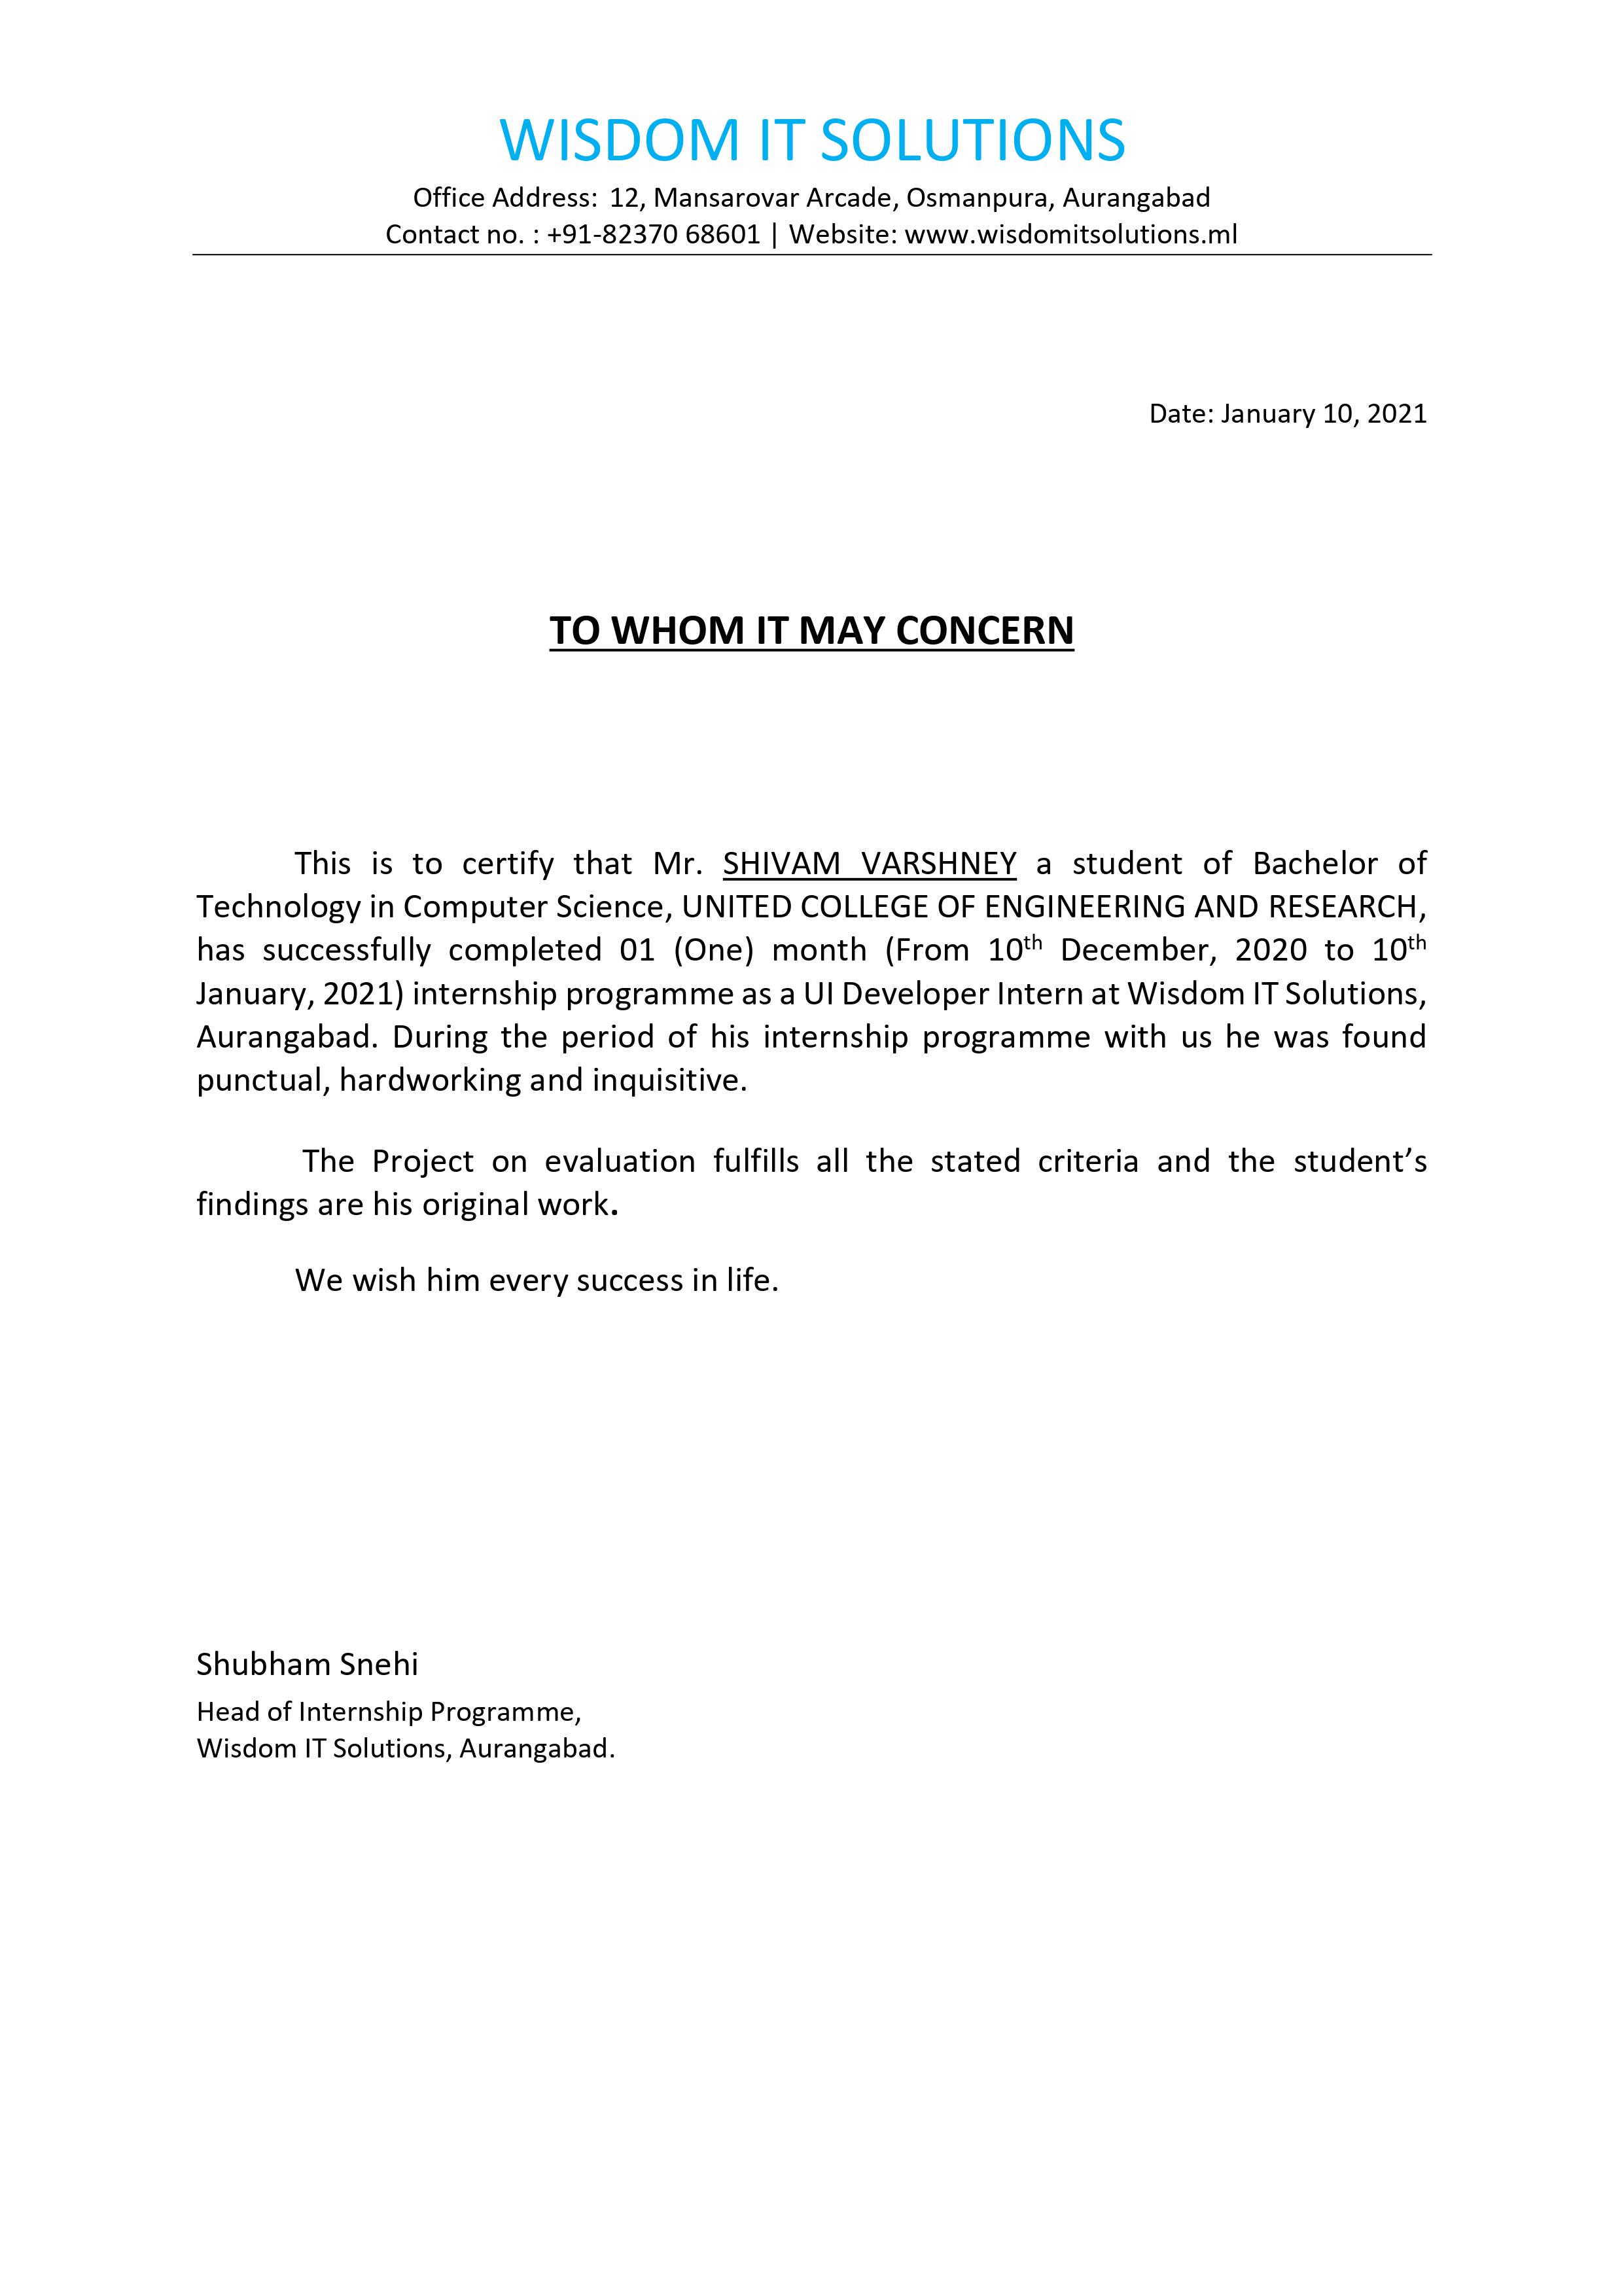 WISDOM IT SOLUTIONS
Office Address: 12, Mansarovar Arcade, Osmanpura, Aurangabad
Contact no. : +91-82370 68601 | Website: www.wisdomitsolutions.ml
Date: January 10, 2021
TO WHOM IT MAY CONCERN
This is to certify that Mr. SHIVAM VARSHNEY a student of Bachelor of
Technology in Computer Science, UNITED COLLEGE OF ENGINEERING AND RESEARCH,
has successfully completed 01 (One) month (From 10th December, 2020 to 10th
January, 2021) internship programme as a UI Developer Intern at Wisdom IT Solutions,
Aurangabad. During the period of his internship programme with us he was found
punctual, hardworking and inquisitive.
The Project on evaluation fulfills all the stated criteria and the student’s
findings are his original work.
We wish him every success in life.
Shubham Snehi
Head of Internship Programme,
Wisdom IT Solutions, Aurangabad.